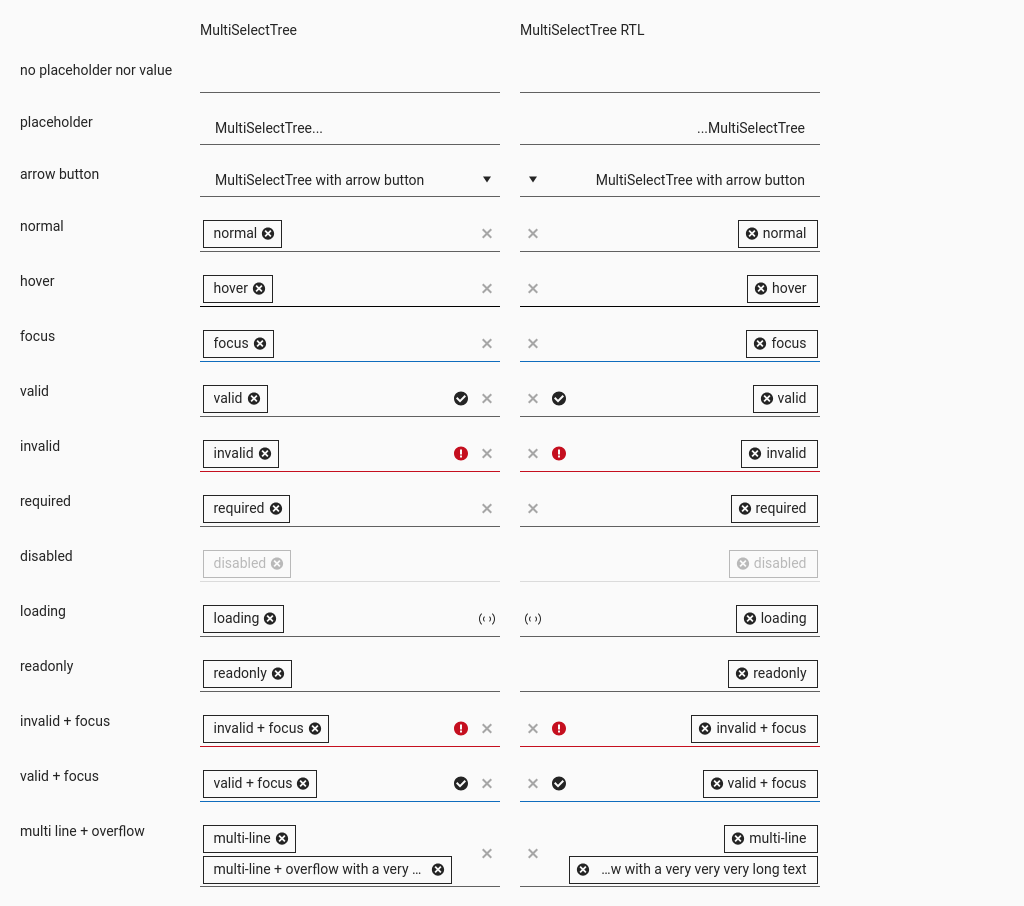 MultiSelectTree MultiSelectTree RTL
no placeholder nor value
placeholder MultiSelectTree... ...MultiSelectTree
arrow button MultiSelectTree with arrow button MultiSelectTree with arrow button
normal normal normal
hover hover hover
focus focus focus
valid valid valid
invalid invalid invalid
required required required
disabled disabled disabled
loading loading loading
readonly readonly readonly
invalid + focus invalid + focus invalid + focus
valid + focus valid + focus valid + focus
multi line + overflow multi-line multi-line
multi-line + overflow with a very ... ...w with a very very very long text